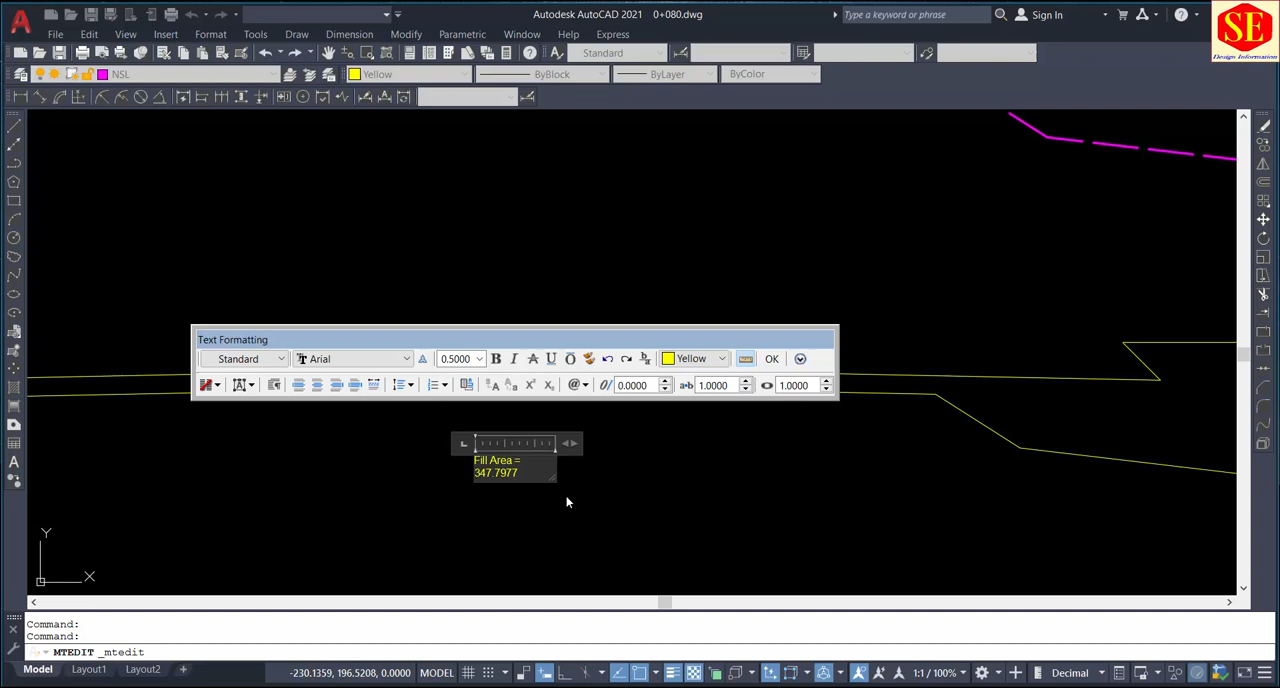 Autodesk AutoCAD 2021 0+080.dwg
Type a keyword or phrase
Sign In
SE
Design Information
File Edit View Insert Format Tools Draw Dimension Modify Parametric Window Help Express
Standard
NSL
Yellow
ByBlock
ByLayer
ByColor
Text Formatting
Standard
Arial
0.5000
Yellow
OK
0.0000
1.0000
1.0000
Fill Area =
347.7977
Y
X
Command:
Command:
MTEDIT _mtedit
Model Layout1 Layout2 +
-230.1359, 196.5208, 0.0000 MODEL
1:1 / 100%
Decimal